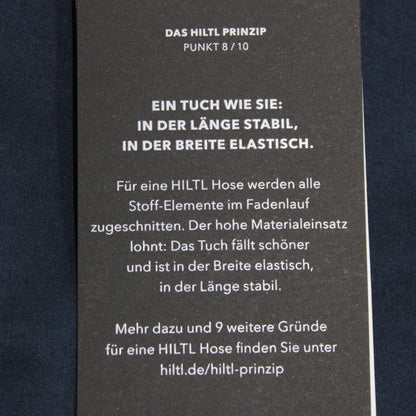 DAS HILTL PRINZIP
PUNKT 8 / 10
EIN TUCH WIE SIE:
IN DER LÄNGE STABIL,
IN DER BREITE ELASTISCH.
Für eine HILTL Hose werden alle
Stoff-Elemente im Fadenlauf
zugeschnitten. Der hohe Materialeinsatz
lohnt: Das Tuch fällt schöner
und ist in der Breite elastisch,
in der Länge stabil.
Mehr dazu und 9 weitere Gründe
für eine HILTL Hose finden Sie unter
hiltl.de/hiltl-prinzip